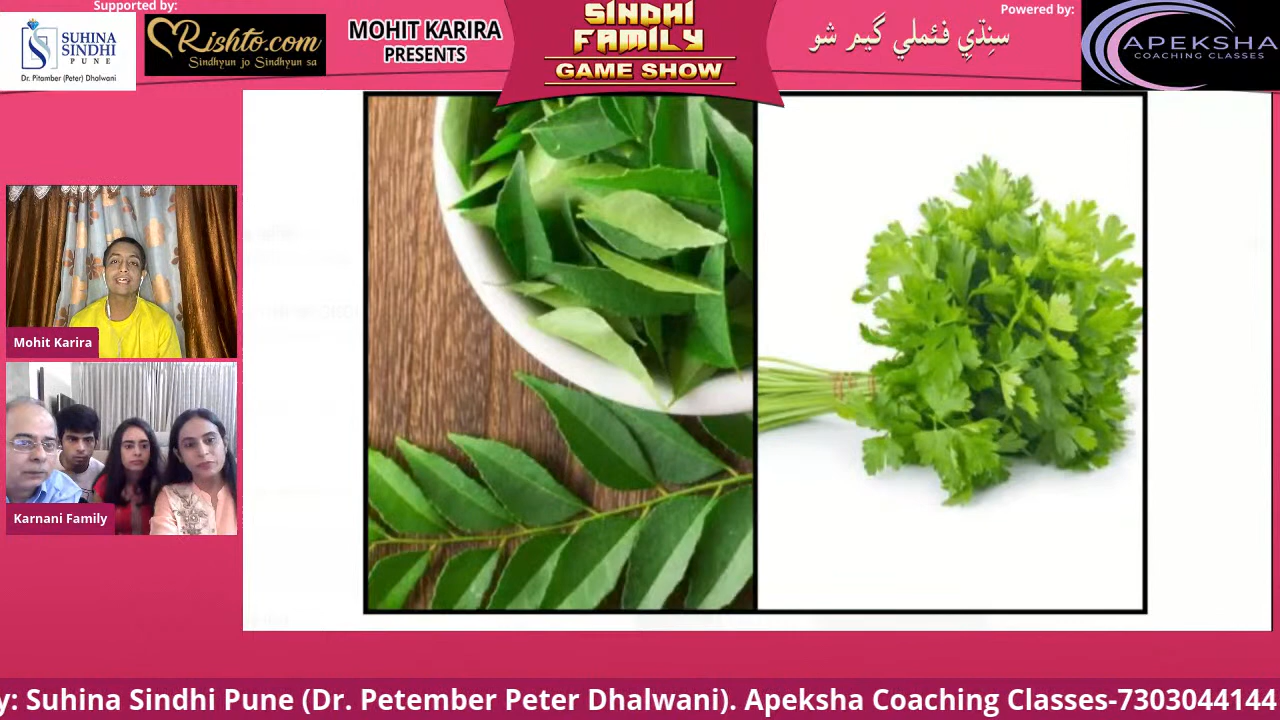 Supported by:
SUHINA
SINDHI
PUNE
Dr. Pitamber (Peter) Dhalwani
Rishto.com
Sindhyun jo Sindhyun sa
MOHIT KARIRA
PRESENTS
SINDHI
FAMILY
GAME SHOW
سنڌي فئملي گيم شو
Powered by:
APEKSHA
COACHING CLASSES
Mohit Karira
Karnani Family
y: Suhina Sindhi Pune (Dr. Petember Peter Dhalwani). Apeksha Coaching Classes-7303044144